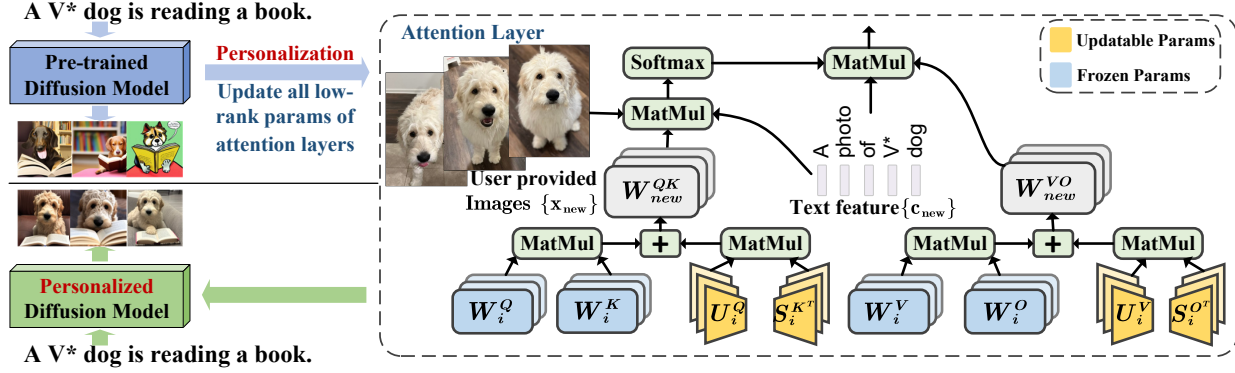 A V* dog is reading a book.
Pre-trained
Diffusion Model
Personalization
Update all low-
rank params of
attention layers
Personalized
Diffusion Model
A V* dog is reading a book.
Attention Layer
Softmax
MatMul
MatMul
Updatable Params
Frozen Params
User provided
Images {x_new}
W^{QK}_{new}
A
photo
of
V*
dog
Text feature {c_new}
W^{VO}_{new}
MatMul
+
MatMul
MatMul
+
MatMul
W_i^Q
W_i^K
U_i^Q
S_i^{K^T}
W_i^V
W_i^O
U_i^V
S_i^{O^T}